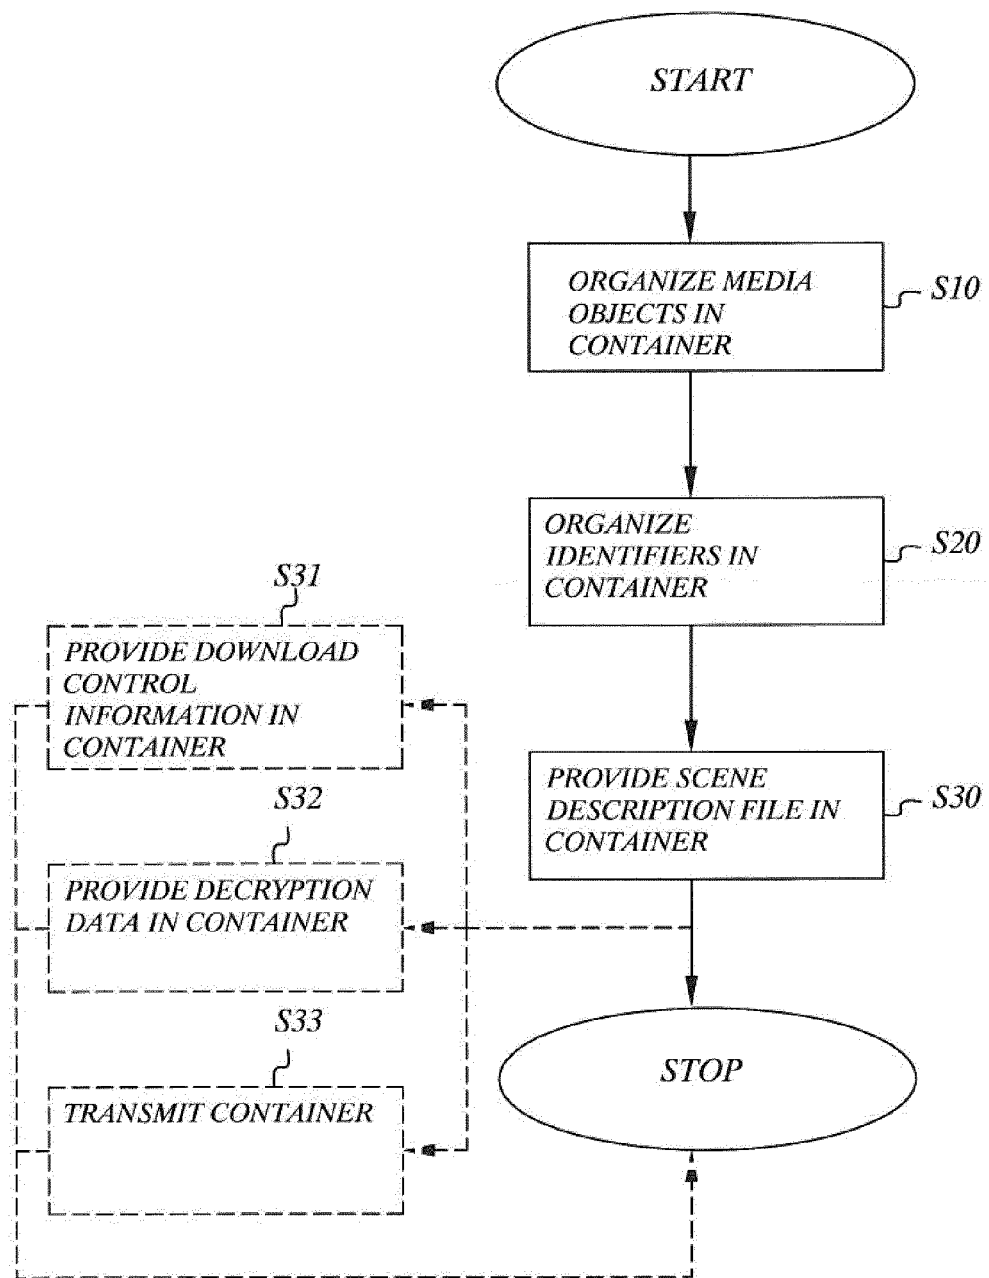 START
ORGANIZE MEDIA
OBJECTS IN
CONTAINER
S10
ORGANIZE
IDENTIFIERS IN
CONTAINER
S20
S31
PROVIDE DOWNLOAD
CONTROL
INFORMATION IN
CONTAINER
PROVIDE SCENE
DESCRIPTION FILE IN
CONTAINER
S30
S32
PROVIDE DECRYPTION
DATA IN CONTAINER
S33
TRANSMIT CONTAINER
STOP